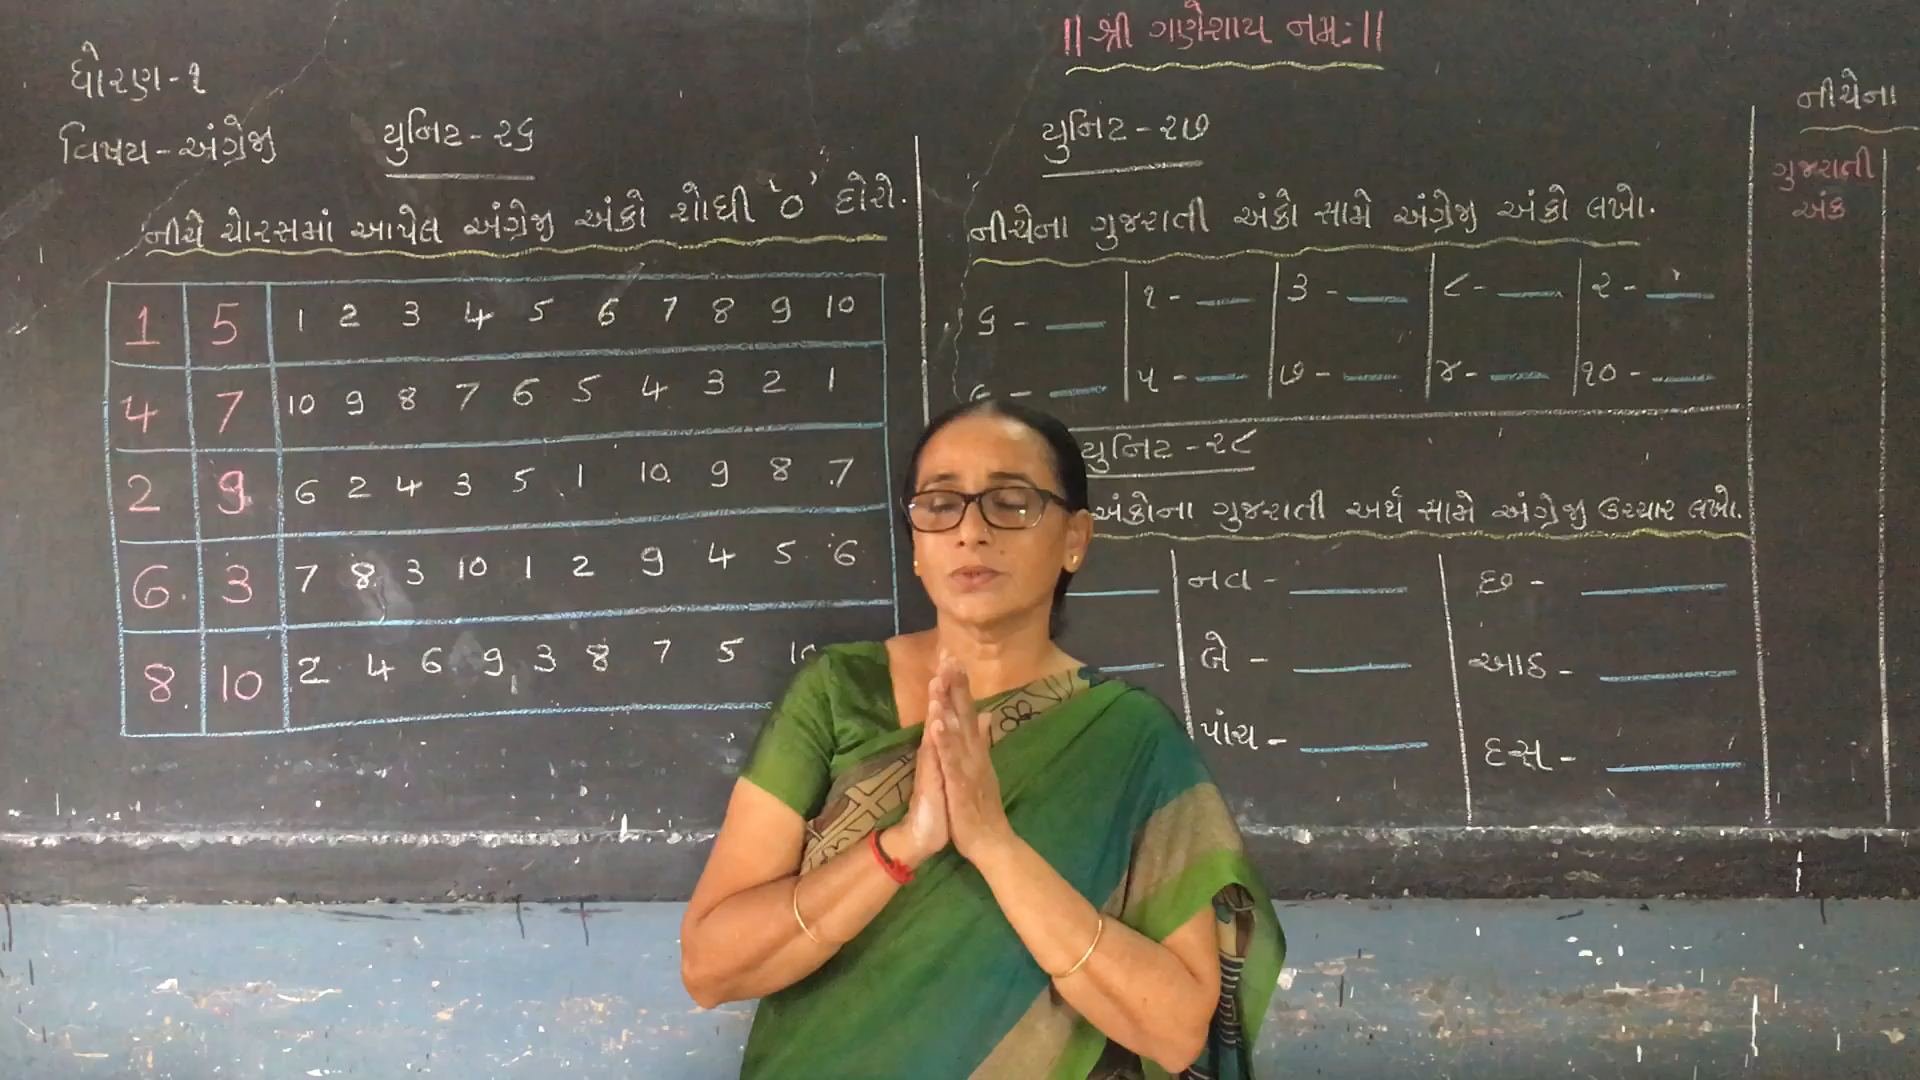 ॥ શ્રી ગણેશાય નમઃ ॥
ધોરણ-૧
વિષય-અંગ્રેજી
યુનિટ-૨૬
નીચે ચોરસમાં આપેલ અંગ્રેજી અંકો શોધી 'O' દોરો.
1 5 1 2 3 4 5 6 7 8 9 10
4 7 10 9 8 7 6 5 4 3 2 1
2 9 6 2 4 3 5 1 10 9 8 7
6 3 7 8 3 10 1 2 9 4 5 6
8 10 2 4 6 9 3 8 7 5
યુનિટ-૨૭
નીચેના ગુજરાતી અંકો સામે અંગ્રેજી અંકો લખો.
૬ - ૧ - ૩ - ૮ - ૨ -
૫ - ૭ - ૪ - ૧૦ -
યુનિટ-૨૮
અંકોના ગુજરાતી અર્થ સામે અંગ્રેજી ઉચ્ચાર લખો.
નવ - છ -
બે - આઠ -
પાંચ - દસ -
નીચેના
ગુજરાતી
અંક